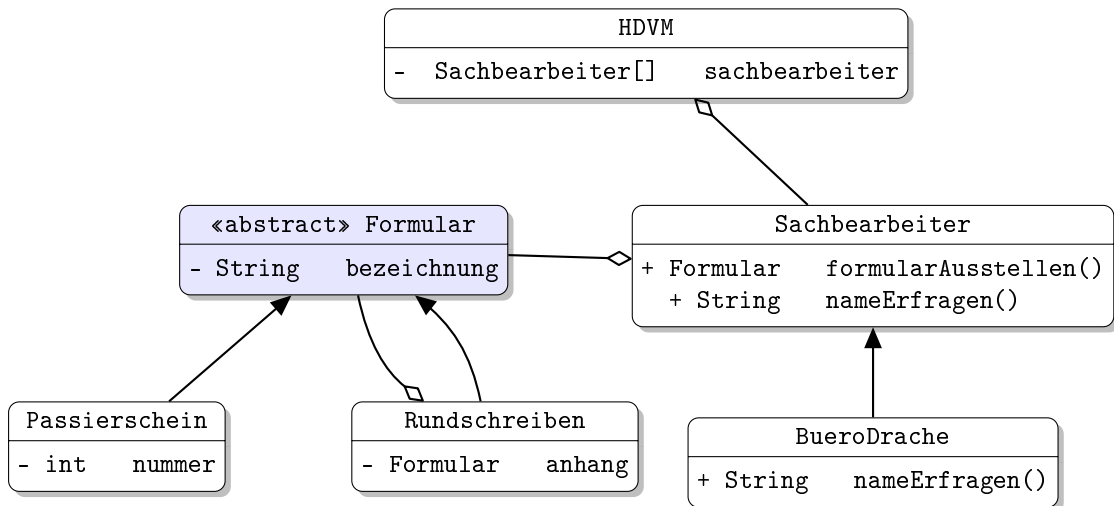 HDVM
- Sachbearbeiter[] sachbearbeiter
«abstract» Formular
- String bezeichnung
Sachbearbeiter
+ Formular formularAusstellen()
+ String nameErfragen()
Passierschein
- int nummer
Rundschreiben
- Formular anhang
BueroDrache
+ String nameErfragen()